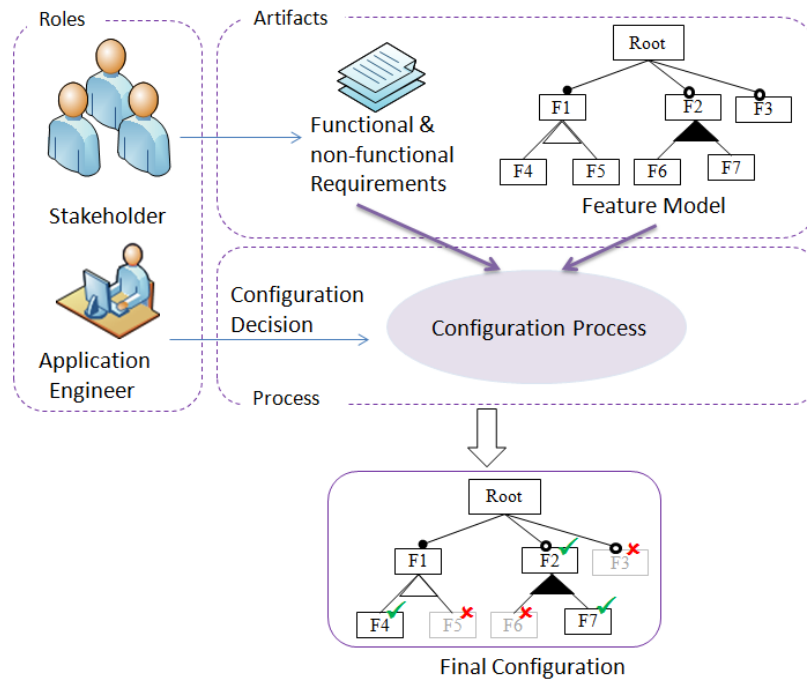 Roles
Artifacts
Root
F1
F2
F3
F4
F5
F6
F7
Functional &
non-functional
Requirements
Feature Model
Stakeholder
Configuration
Decision
Configuration Process
Application
Engineer
Process
Root
F1
F2
F3
F4
F5
F6
F7
Final Configuration